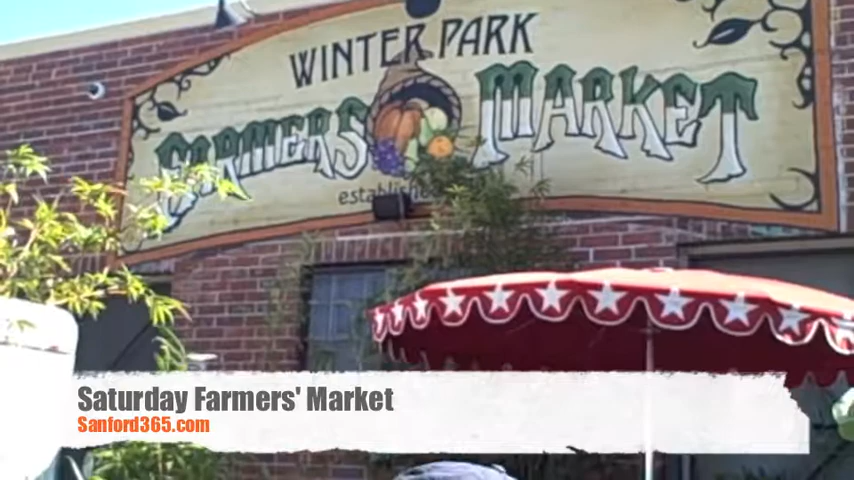 WINTER PARK
FARMERS MARKET
Saturday Farmers' Market
Sanford365.com